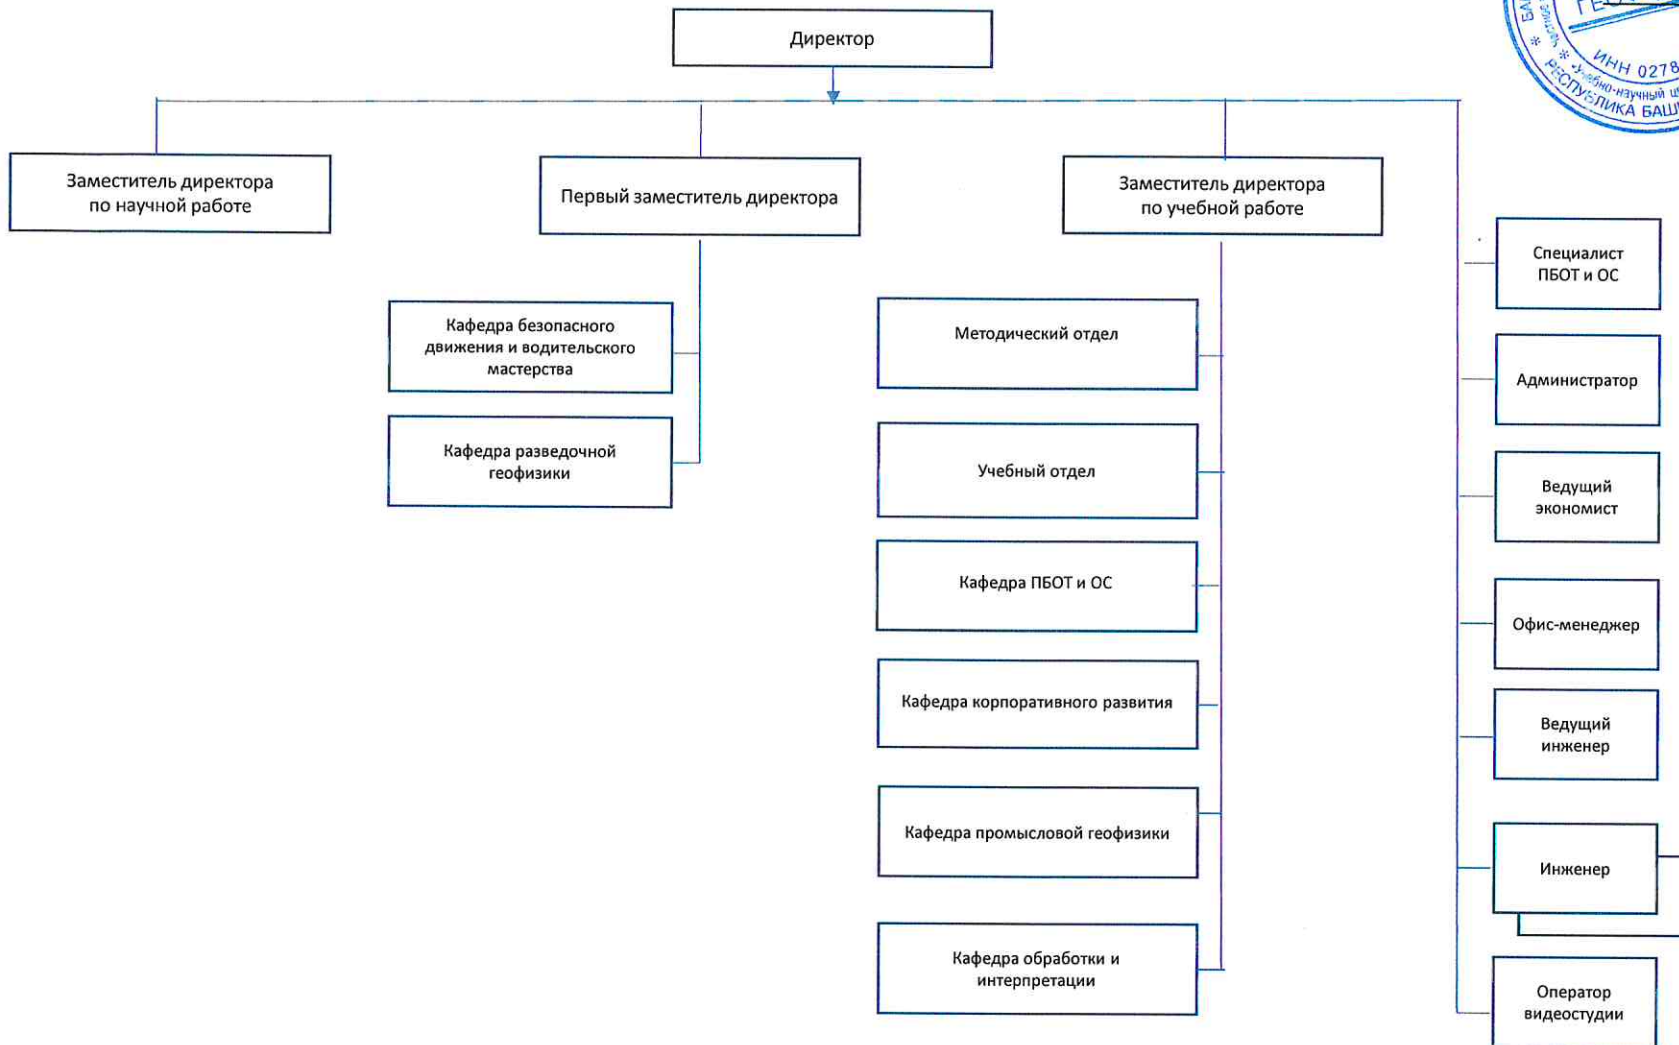 Директор
ИНН 0278
Заместитель директора
по научной работе
Первый заместитель директора
Заместитель директора
по учебной работе
Кафедра безопасного
движения и водительского
мастерства
Кафедра разведочной
геофизики
Методический отдел
Учебный отдел
Кафедра ПБОТ и ОС
Кафедра корпоративного развития
Кафедра промысловой геофизики
Кафедра обработки и
интерпретации
Специалист
ПБОТ и ОС
Администратор
Ведущий
экономист
Офис-менеджер
Ведущий
инженер
Инженер
Оператор
видеостудии